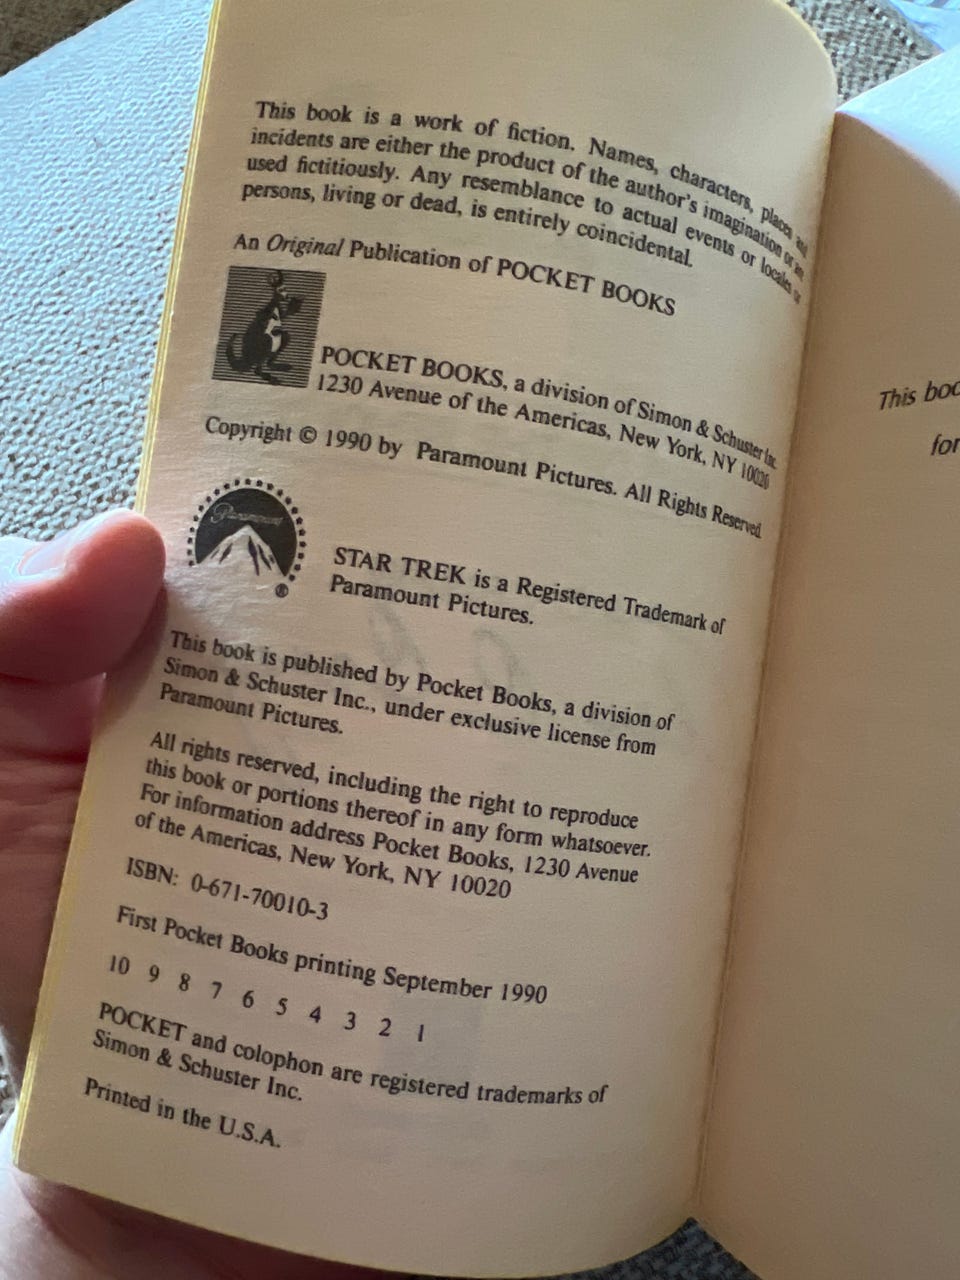 This book is a work of fiction. Names, characters, places and
incidents are either the product of the author's imagination or are
used fictitiously. Any resemblance to actual events or locales or
persons, living or dead, is entirely coincidental.
An Original Publication of POCKET BOOKS
POCKET BOOKS, a division of Simon & Schuster Inc.
1230 Avenue of the Americas, New York, NY 10020
Copyright © 1990 by Paramount Pictures. All Rights Reserved.
Paramount
®
STAR TREK is a Registered Trademark of
Paramount Pictures.
This book is published by Pocket Books, a division of
Simon & Schuster Inc., under exclusive license from
Paramount Pictures.
All rights reserved, including the right to reproduce
this book or portions thereof in any form whatsoever.
For information address Pocket Books, 1230 Avenue
of the Americas, New York, NY 10020
ISBN: 0-671-70010-3
First Pocket Books printing September 1990
10 9 8 7 6 5 4 3 2 1
POCKET and colophon are registered trademarks of
Simon & Schuster Inc.
Printed in the U.S.A.
This
for